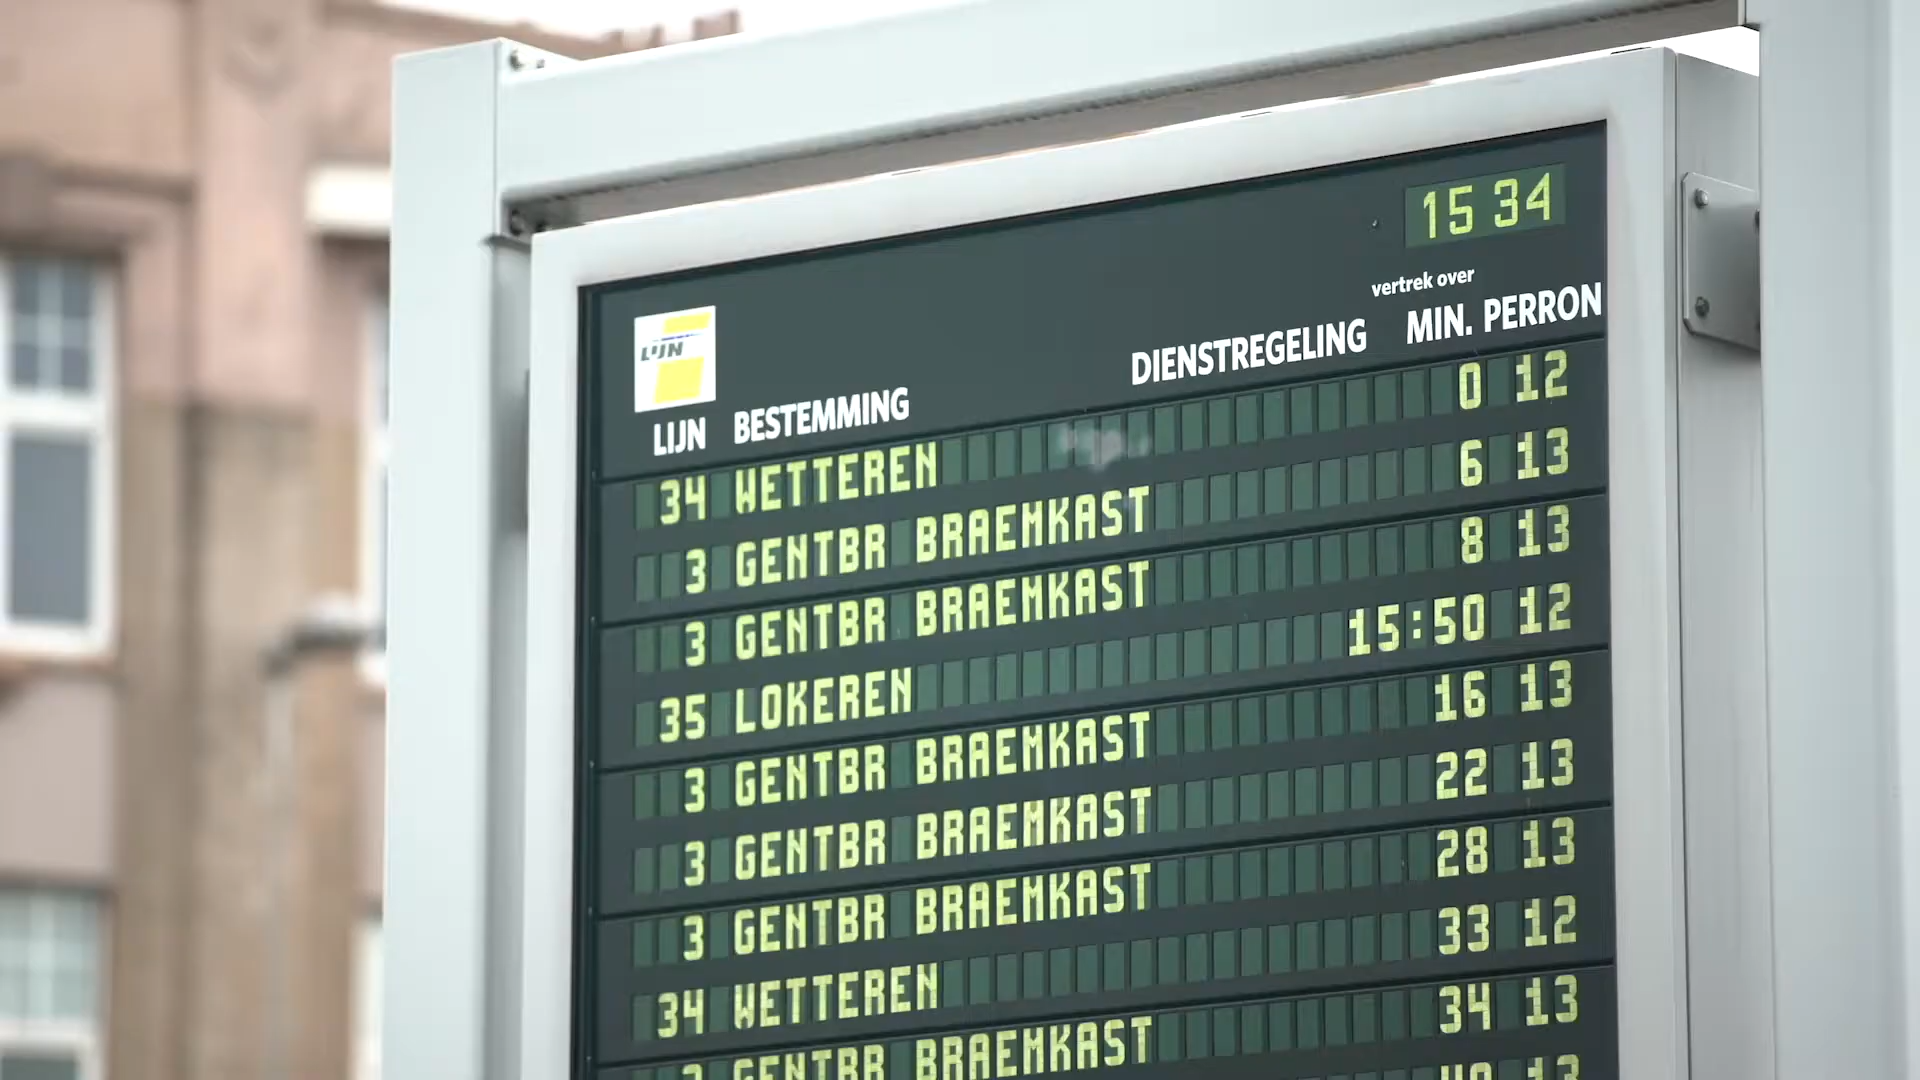 15 34
vertrek over
LIJN
LIJN BESTEMMING DIENSTREGELING MIN. PERRON
34 WETTEREN 0 12
3 GENTBR BRAEMKAST 6 13
3 GENTBR BRAEMKAST 8 13
35 LOKEREN 15:50 12
3 GENTBR BRAEMKAST 16 13
3 GENTBR BRAEMKAST 22 13
3 GENTBR BRAEMKAST 28 13
34 WETTEREN 33 12
3 GENTBR BRAEMKAST 34 13
13